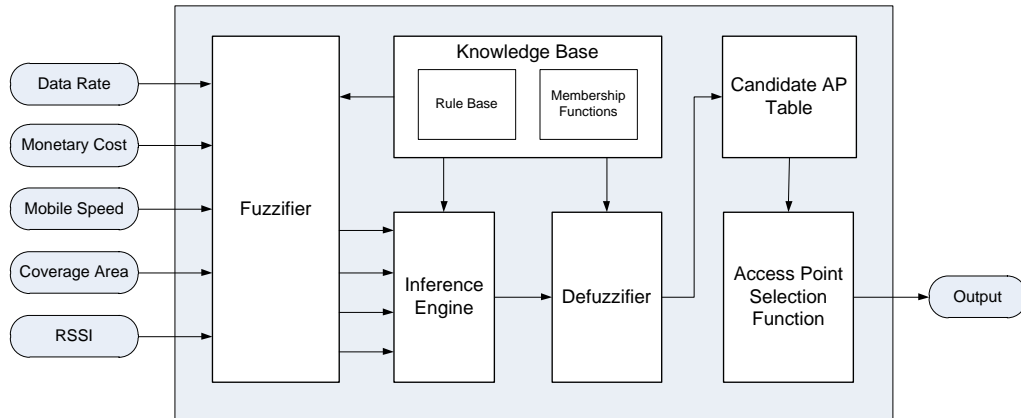 Data Rate
Monetary Cost
Mobile Speed
Coverage Area
RSSI
Fuzzifier
Knowledge Base
Rule Base
Membership
Functions
Inference
Engine
Defuzzifier
Candidate AP
Table
Access Point
Selection
Function
Output